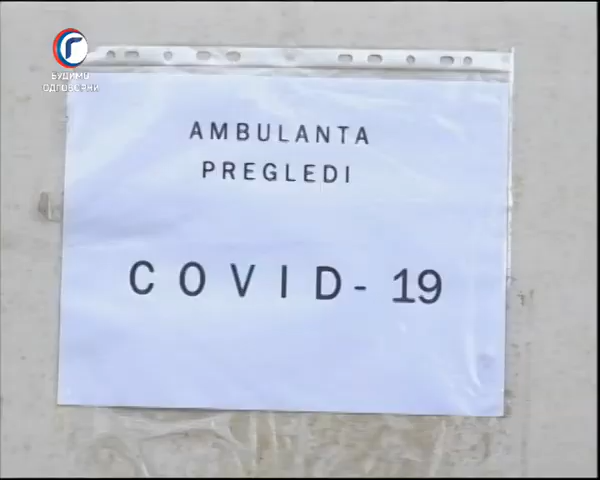 Г
БУДИМО
ОДГОВОРНИ
AMBULANTA
PREGLEDI
COVID-19